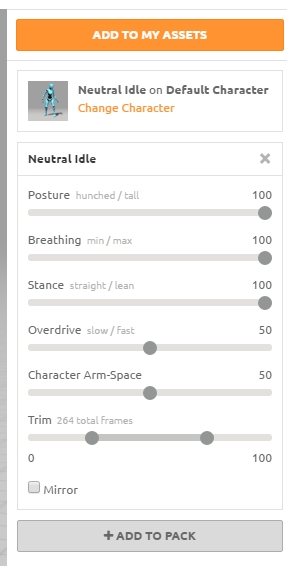 ADD TO MY ASSETS
Neutral Idle on Default Character
Change Character
Neutral Idle ×
Posture hunched / tall 100
Breathing min / max 100
Stance straight / lean 100
Overdrive slow / fast 50
Character Arm-Space 50
Trim 264 total frames
0 100
Mirror
+ ADD TO PACK